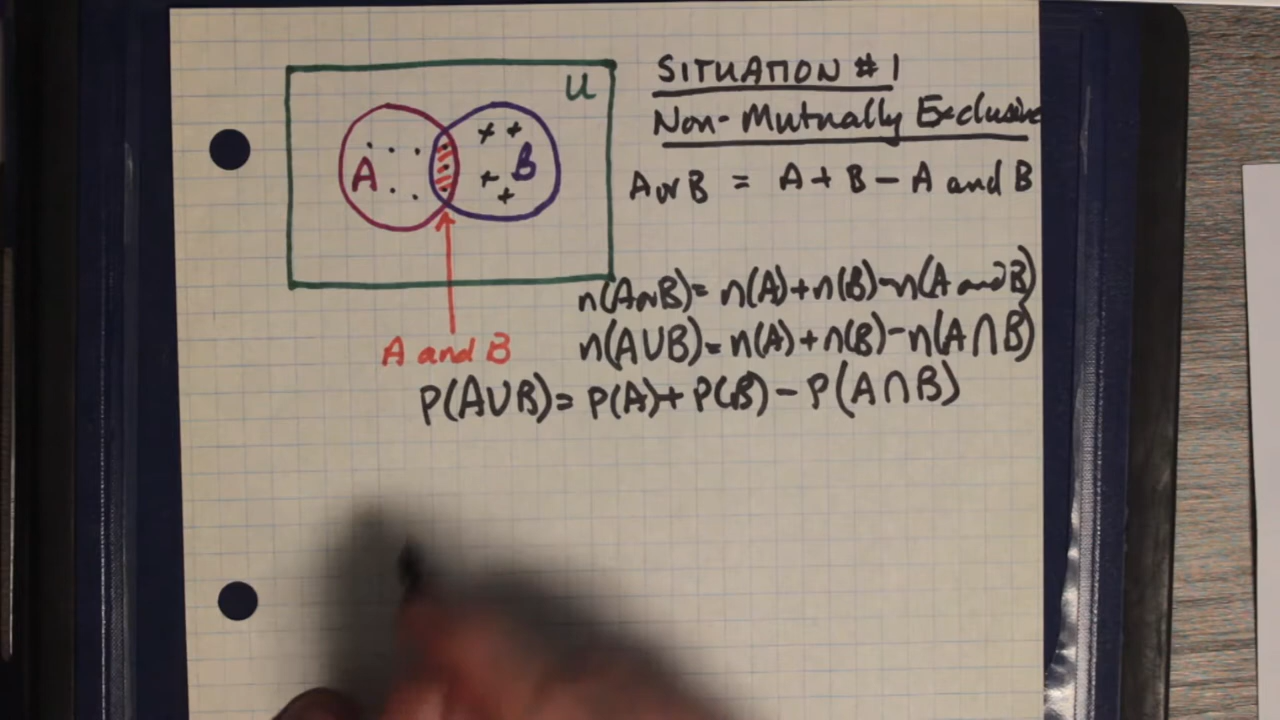 U
A
B
A and B
SITUATION #1
Non-Mutually Exclusive
A or B = A + B - A and B
n(A or B) = n(A) + n(B) - n(A and B)
n(A∪B) = n(A) + n(B) - n(A∩B)
P(A∪B) = P(A) + P(B) - P(A∩B)